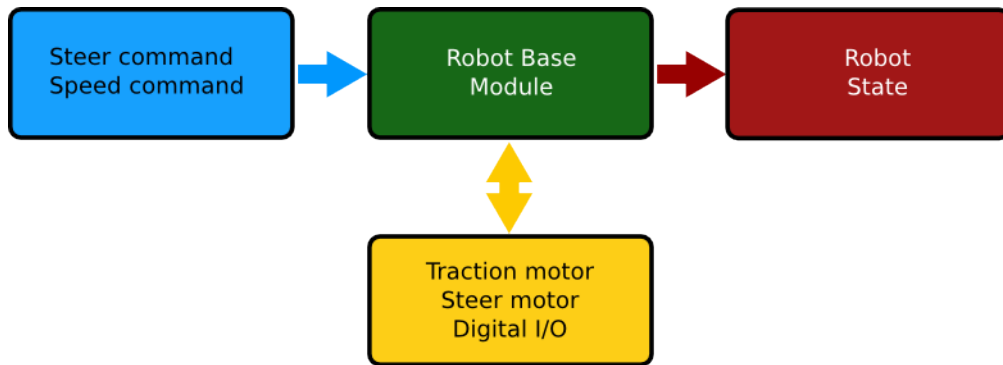 Steer command
Speed command
Robot Base
Module
Robot
State
Traction motor
Steer motor
Digital I/O